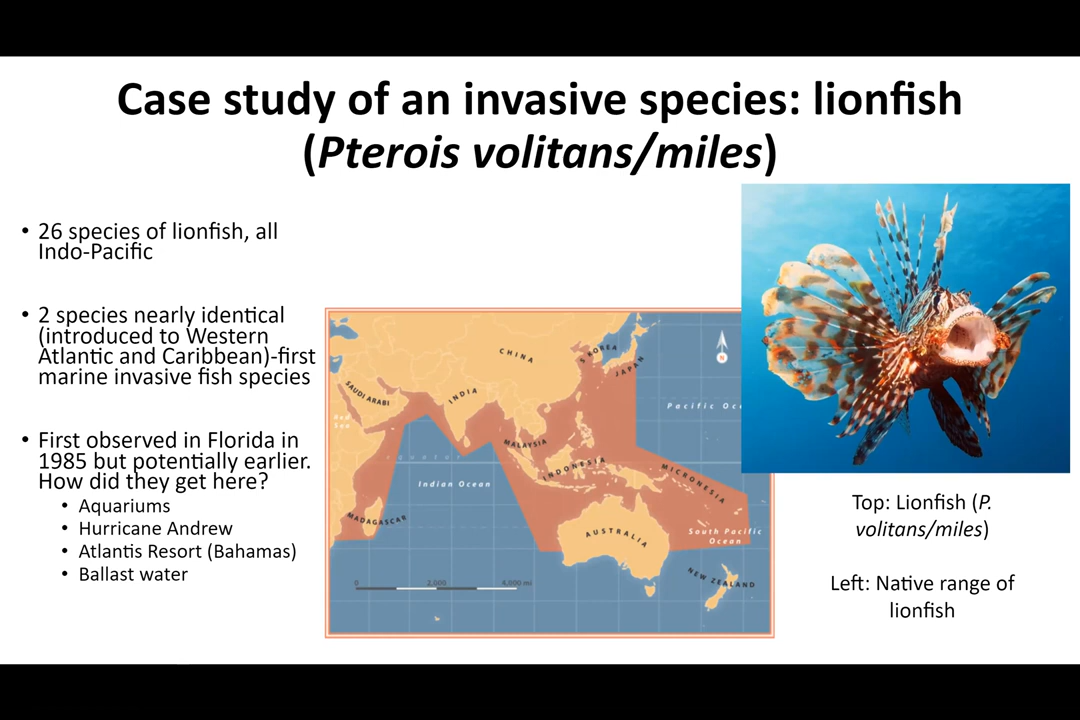 Case study of an invasive species: lionfish
(Pterois volitans/miles)
• 26 species of lionfish, all
Indo-Pacific
• 2 species nearly identical
(introduced to Western
Atlantic and Caribbean)-first
marine invasive fish species
• First observed in Florida in
1985 but potentially earlier.
How did they get here?
• Aquariums
• Hurricane Andrew
• Atlantis Resort (Bahamas)
• Ballast water
CHINA
S KOREA
JAPAN
N
SAUDI ARABI
INDIA
Red
Sea
Pacific Oc
MALAYSIA
equator
INDONESIA
MICRONESIA
Indian Ocean
MADAGASCAR
AUSTRALIA
South Pacific
Ocean
NEW ZEALAND
0 2,000 4,000 mi
Top: Lionfish (P.
volitans/miles)
Left: Native range of
lionfish